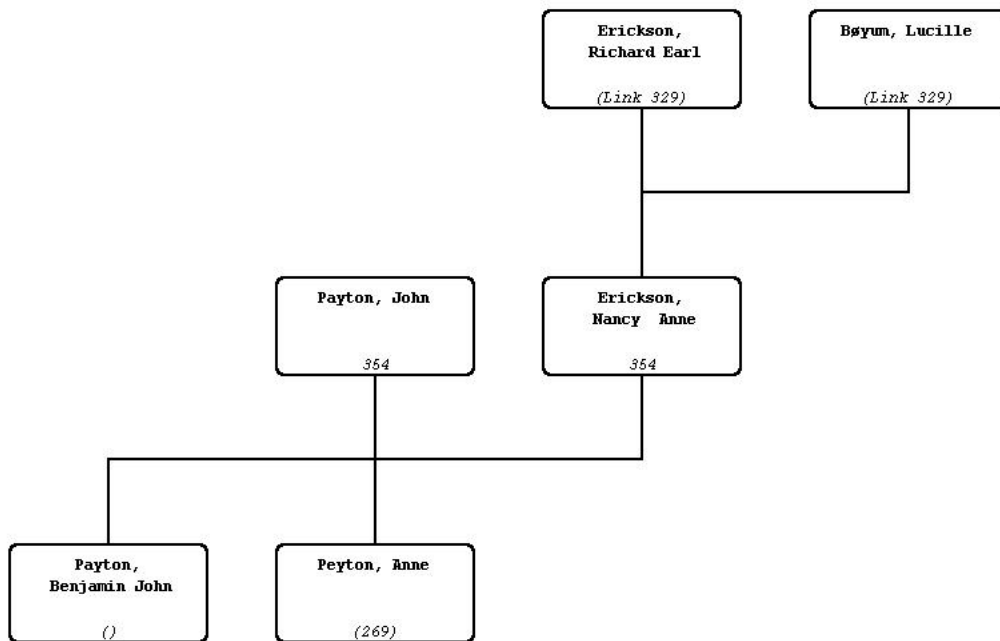 Erickson,
Richard Earl
(Link 329)
Bøyum, Lucille
(Link 329)
Payton, John
354
Erickson,
Nancy  Anne
354
Payton,
Benjamin John
()
Peyton, Anne
(269)